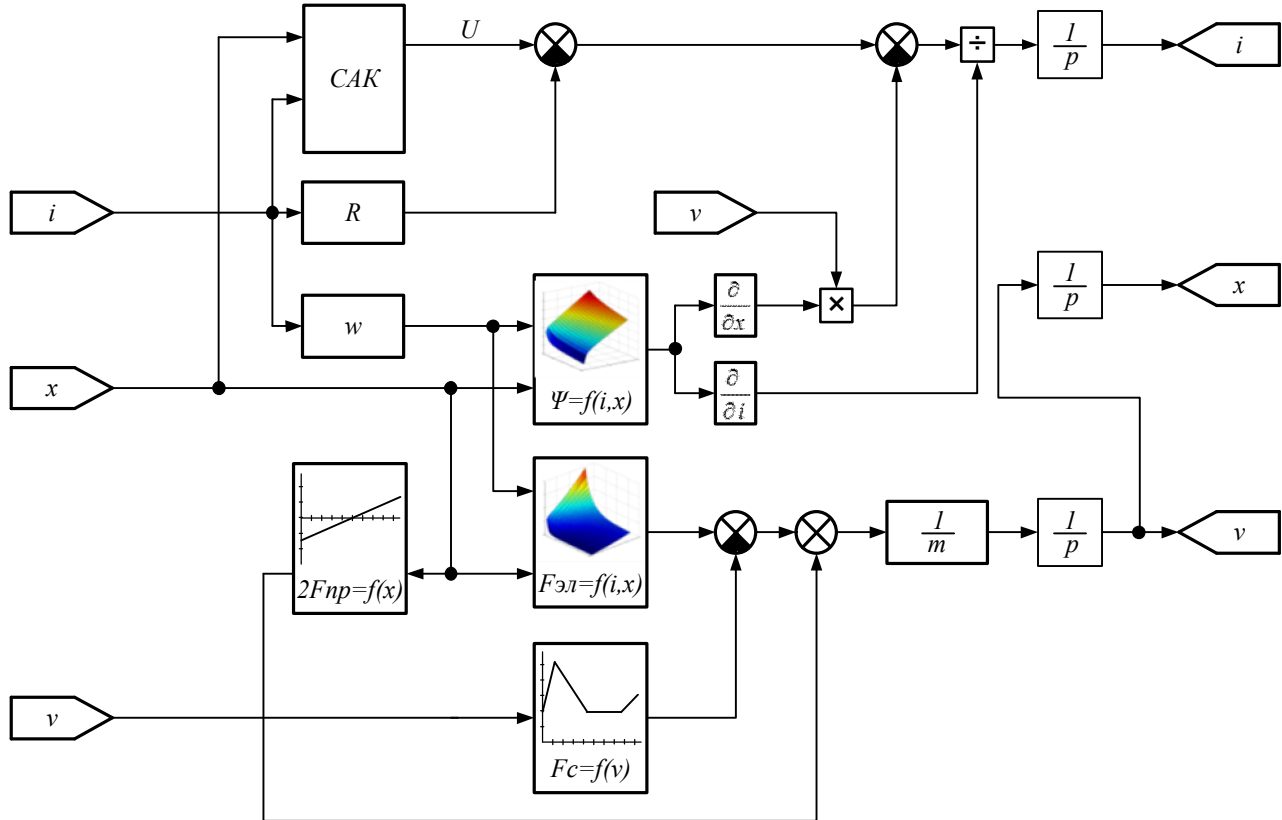 U
САК
÷
1
p
i
i
R
v
w
∂
∂x
×
1
p
x
x
Ψ=f(i,x)
∂
∂i
2Fпр=f(x)
Fэл=f(i,x)
1
m
1
p
v
v
Fc=f(v)